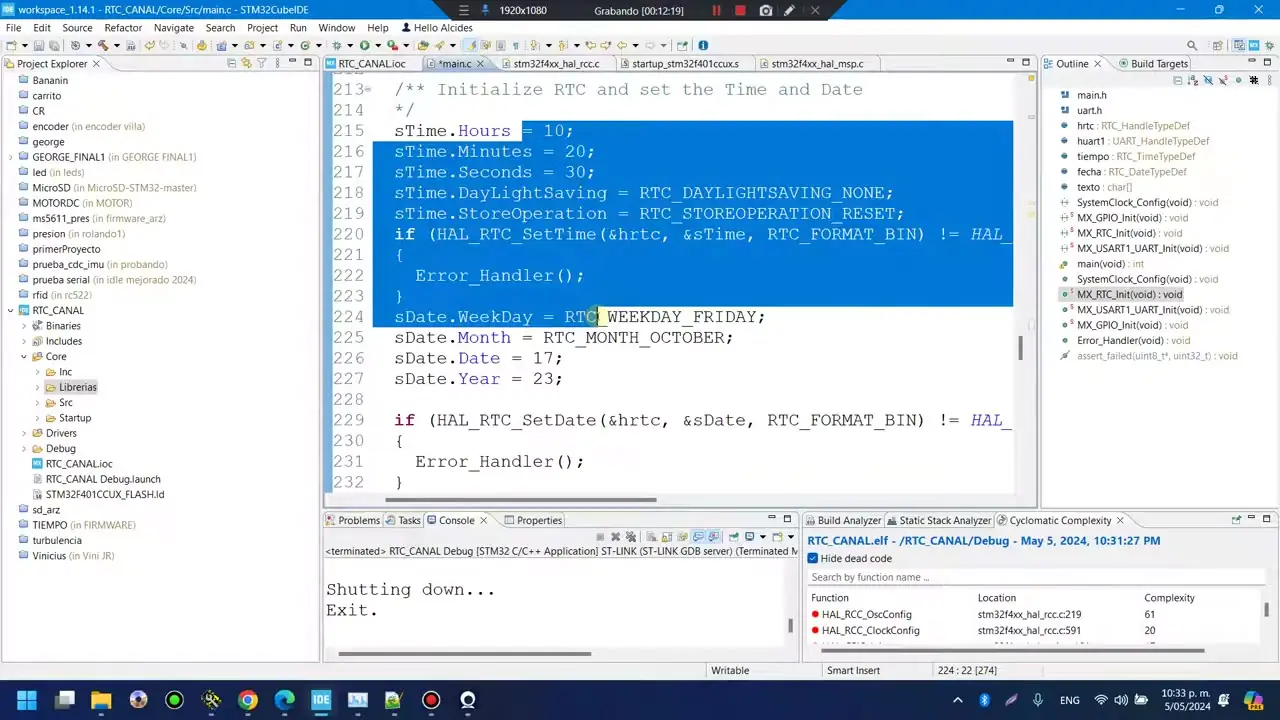 workspace_1.14.1 - RTC_CANAL/Core/Src/main.c - STM32CubeIDE
1920x1080
Grabando [00:12:19]
File Edit Source Refactor Navigate Search Project Run Window Help Hello Alcides
Project Explorer
Bananin
carrito
CR
encoder (in encoder villa)
george
GEORGE_FINAL1 (in GEORGE FINAL1)
led (in leds)
MicroSD (in MicroSD-STM32-master)
MOTORDC (in MOTOR)
ms5611_pres (in firmware_arz)
presion (in rolando1)
primerProyecto
prueba_cdc_imu (in probando)
prueba serial (in idle mejorado 2024)
rfid (in rc522)
RTC_CANAL
Binaries
Includes
Core
Inc
Librerias
Src
Startup
Drivers
Debug
RTC_CANAL.ioc
RTC_CANAL Debug.launch
STM32F401CCUX_FLASH.ld
sd_arz
TIEMPO (in FIRMWARE)
turbulencia
Vinicius (in Vini JR)
RTC_CANAL.ioc *main.c stm32f4xx_hal_rcc.c startup_stm32f401ccux.s stm32f4xx_hal_msp.c
213 /** Initialize RTC and set the Time and Date
214 */
215 sTime.Hours = 10;
216 sTime.Minutes = 20;
217 sTime.Seconds = 30;
218 sTime.DayLightSaving = RTC_DAYLIGHTSAVING_NONE;
219 sTime.StoreOperation = RTC_STOREOPERATION_RESET;
220 if (HAL_RTC_SetTime(&hrtc, &sTime, RTC_FORMAT_BIN) != HAL_
221 {
222 Error_Handler();
223 }
224 sDate.WeekDay = RTC_WEEKDAY_FRIDAY;
225 sDate.Month = RTC_MONTH_OCTOBER;
226 sDate.Date = 17;
227 sDate.Year = 23;
228
229 if (HAL_RTC_SetDate(&hrtc, &sDate, RTC_FORMAT_BIN) != HAL_
230 {
231 Error_Handler();
232 }
Outline Build Targets
main.h
uart.h
hrtc : RTC_HandleTypeDef
huart1 : UART_HandleTypeDef
tiempo : RTC_TimeTypeDef
fecha : RTC_DateTypeDef
texto : char[]
SystemClock_Config(void) : void
MX_GPIO_Init(void) : void
MX_RTC_Init(void) : void
MX_USART1_UART_Init(void) : void
main(void) : int
SystemClock_Config(void) : void
MX_RTC_Init(void) : void
MX_USART1_UART_Init(void) : void
MX_GPIO_Init(void) : void
Error_Handler(void) : void
assert_failed(uint8_t*, uint32_t) : void
Problems Tasks Console Properties
<terminated> RTC_CANAL Debug [STM32 C/C++ Application] ST-LINK (ST-LINK GDB server) (Terminated M
Shutting down...
Exit.
Build Analyzer Static Stack Analyzer Cyclomatic Complexity
RTC_CANAL.elf - /RTC_CANAL/Debug - May 5, 2024, 10:31:27 PM
Hide dead code
Search by function name ...
Function Location Complexity
HAL_RCC_OscConfig stm32f4xx_hal_rcc.c:219 61
HAL_RCC_ClockConfig stm32f4xx_hal_rcc.c:591 20
Writable Smart Insert 224 : 22 [274]
IDE ENG 10:33 p. m.
5/05/2024